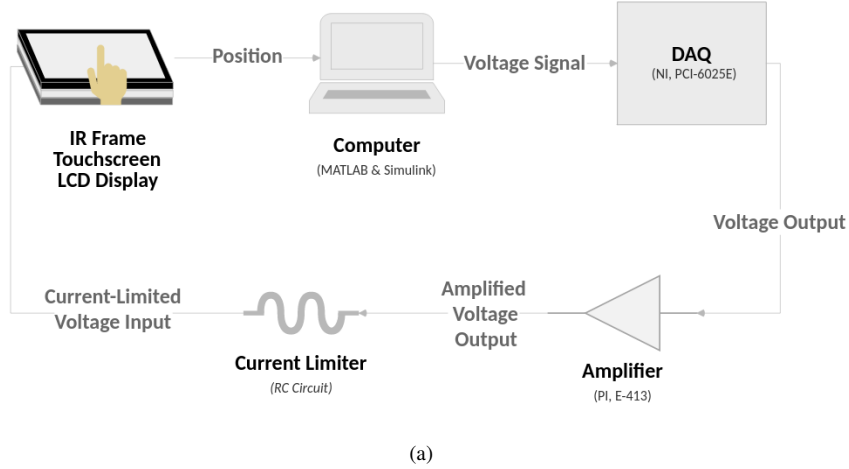 Position
Voltage Signal
DAQ
(NI, PCI-6025E)
IR Frame
Touchscreen
LCD Display
Computer
(MATLAB & Simulink)
Voltage Output
Current-Limited
Voltage Input
Amplified
Voltage
Output
Current Limiter
(RC Circuit)
Amplifier
(PI, E-413)
(a)